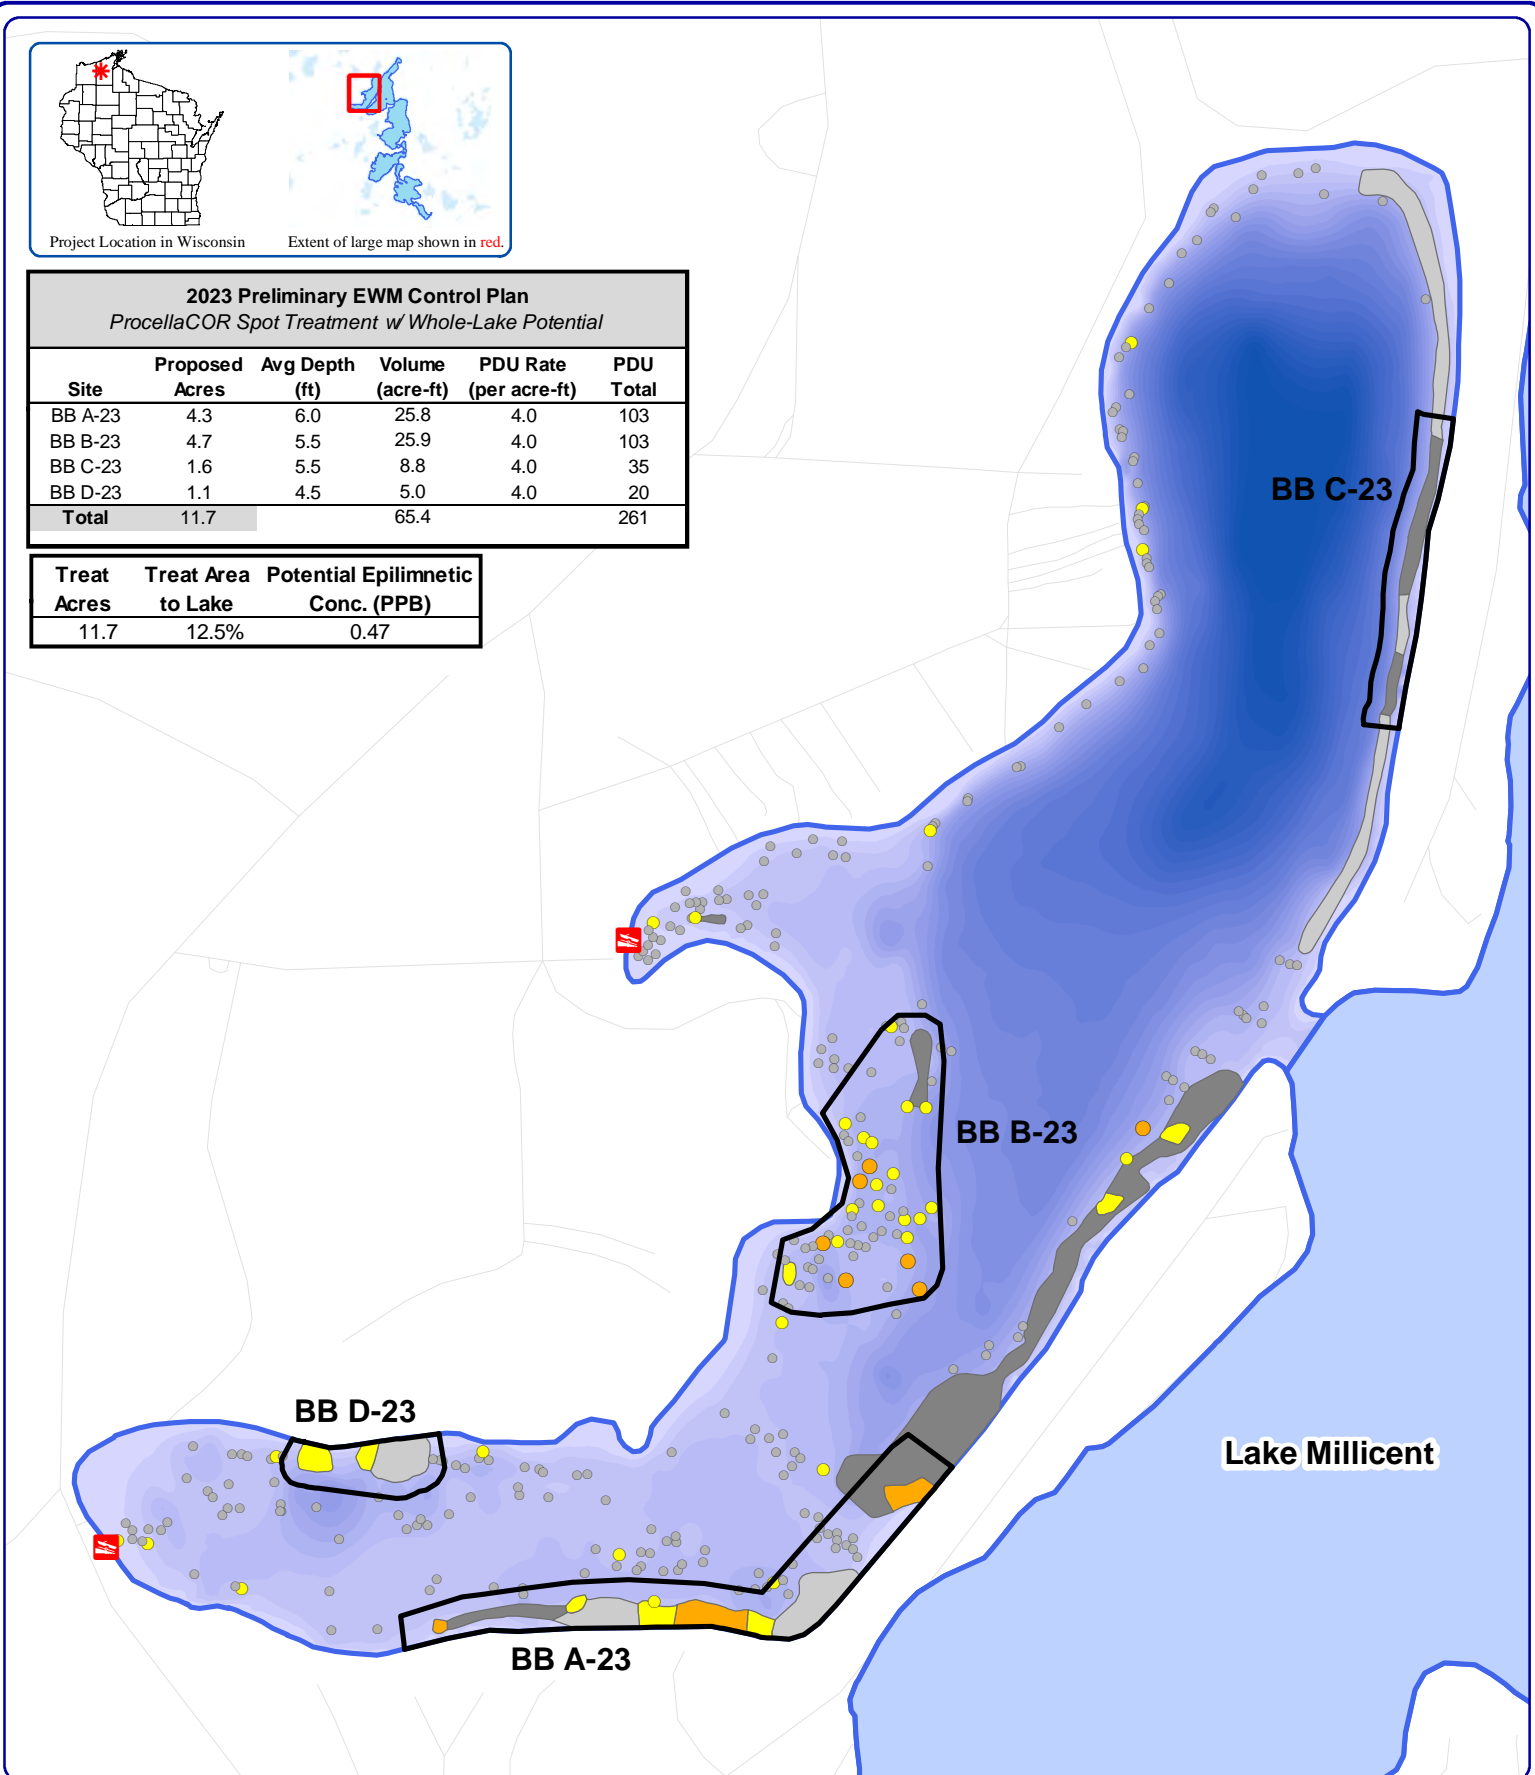 Project Location in Wisconsin
Extent of large map shown in red.
2023 Preliminary EWM Control Plan
ProcellaCOR Spot Treatment w/ Whole-Lake Potential
Site Proposed Acres Avg Depth (ft) Volume (acre-ft) PDU Rate (per acre-ft) PDU Total
BB A-23 4.3 6.0 25.8 4.0 103
BB B-23 4.7 5.5 25.9 4.0 103
BB C-23 1.6 5.5 8.8 4.0 35
BB D-23 1.1 4.5 5.0 4.0 20
Total 11.7 65.4 261
Treat Acres Treat Area to Lake Potential Epilimnetic Conc. (PPB)
11.7 12.5% 0.47
BB C-23
BB B-23
BB D-23
Lake Millicent
BB A-23